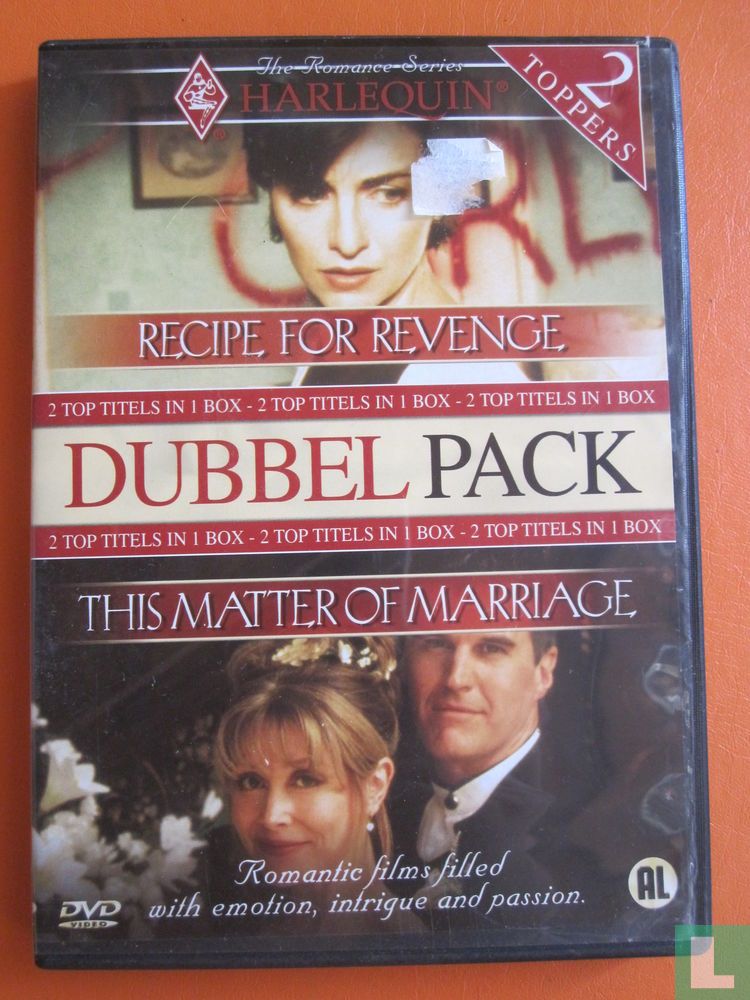 The Romance Series
HARLEQUIN®
®
2
TOPPERS
RL
RECIPE FOR REVENGE
2 TOP TITELS IN 1 BOX - 2 TOP TITELS IN 1 BOX - 2 TOP TITELS IN 1 BOX
DUBBEL PACK
2 TOP TITELS IN 1 BOX - 2 TOP TITELS IN 1 BOX - 2 TOP TITELS IN 1 BOX
THIS MATTER OF MARRIAGE
Romantic films filled
with emotion, intrigue and passion.
DVD
VIDEO
AL
L